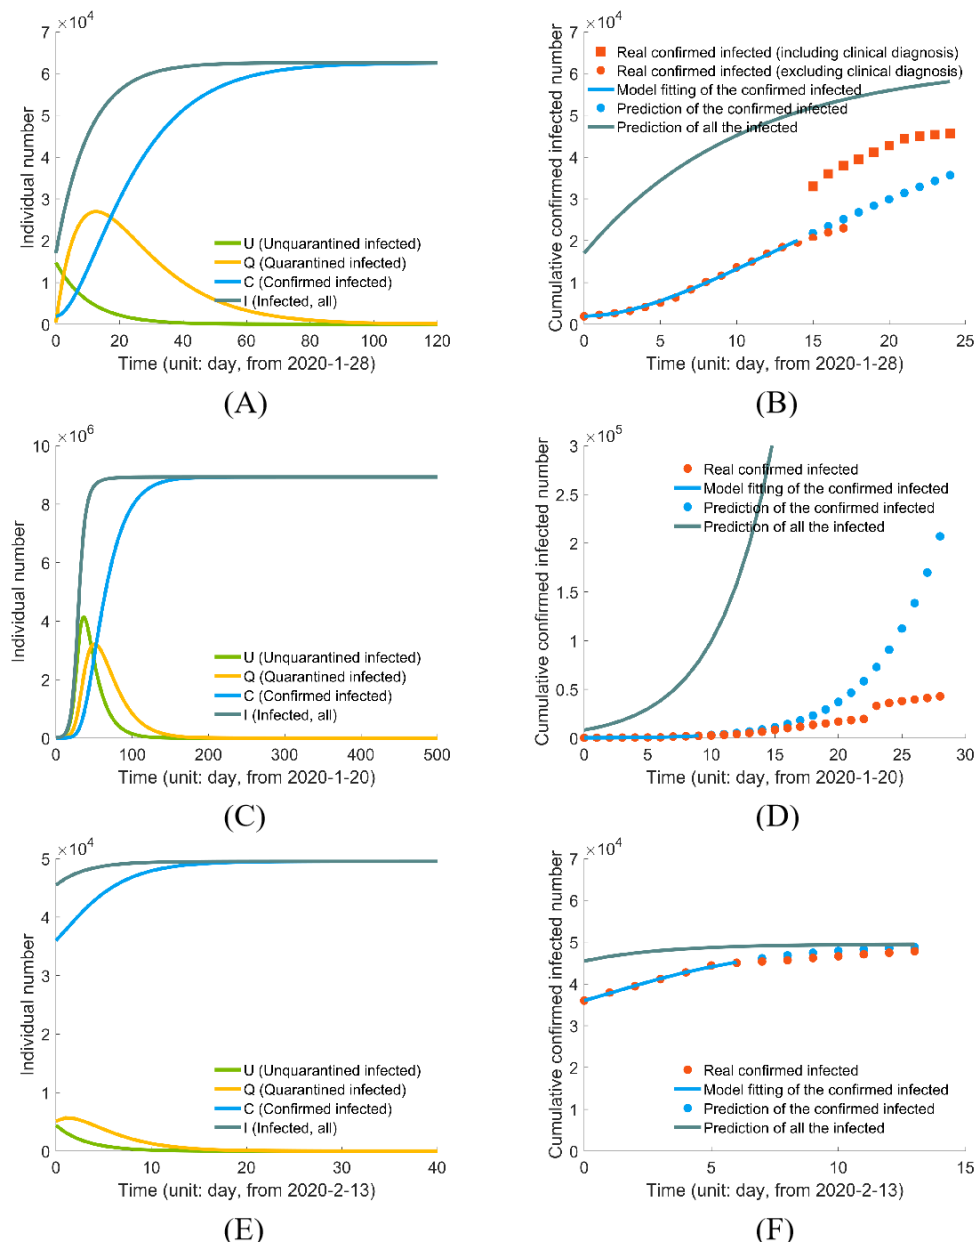 ×10⁴
7
6
5
4
3
2
1
0
Individual number
U (Unquarantined infected)
Q (Quarantined infected)
C (Confirmed infected)
I (Infected, all)
0 20 40 60 80 100 120
Time (unit: day, from 2020-1-28)
(A)
×10⁴
7
6
5
4
3
2
1
0
Cumulative confirmed infected number
Real confirmed infected (including clinical diagnosis)
Real confirmed infected (excluding clinical diagnosis)
Model fitting of the confirmed infected
Prediction of the confirmed infected
Prediction of all the infected
0 5 10 15 20 25
Time (unit: day, from 2020-1-28)
(B)
×10⁶
10
8
6
4
2
0
Individual number
U (Unquarantined infected)
Q (Quarantined infected)
C (Confirmed infected)
I (Infected, all)
0 100 200 300 400 500
Time (unit: day, from 2020-1-20)
(C)
×10⁵
3
2.5
2
1.5
1
0.5
0
Cumulative confirmed infected number
Real confirmed infected
Model fitting of the confirmed infected
Prediction of the confirmed infected
Prediction of all the infected
0 5 10 15 20 25 30
Time (unit: day, from 2020-1-20)
(D)
×10⁴
5
4
3
2
1
0
Individual number
U (Unquarantined infected)
Q (Quarantined infected)
C (Confirmed infected)
I (Infected, all)
0 10 20 30 40
Time (unit: day, from 2020-2-13)
(E)
×10⁴
7
6
5
4
3
2
1
0
Cumulative confirmed infected number
Real confirmed infected
Model fitting of the confirmed infected
Prediction of the confirmed infected
Prediction of all the infected
0 5 10 15
Time (unit: day, from 2020-2-13)
(F)